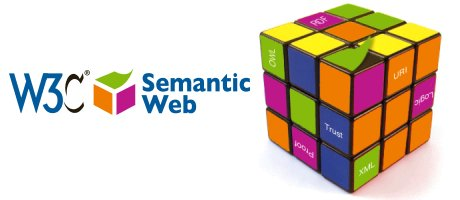 W3C®
Semantic
Web
RDF
OWL
URI
Logic
Trust
Proof
XML